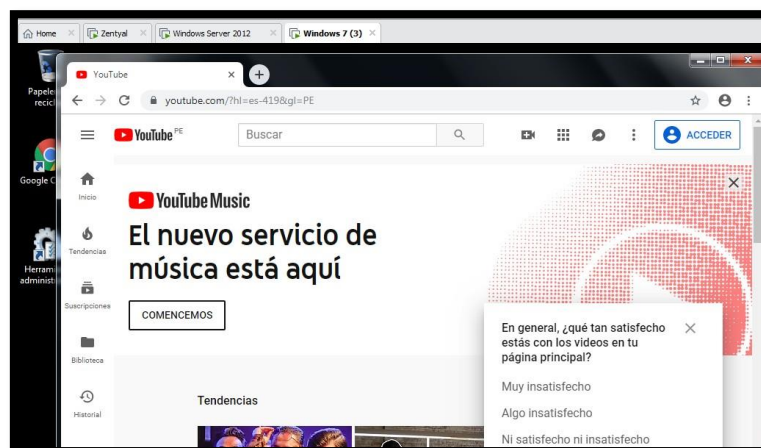 Home
Zentyal
Windows Server 2012
Windows 7 (3)
YouTube
youtube.com/?hl=es-419&gl=PE
YouTube PE
Buscar
ACCEDER
Inicio
Tendencias
Suscripciones
Biblioteca
Historial
YouTube Music
El nuevo servicio de
música está aquí
COMENCEMOS
Tendencias
En general, ¿qué tan satisfecho
estás con los videos en tu
página principal?
Muy insatisfecho
Algo insatisfecho
Ni satisfecho ni insatisfecho
Google C